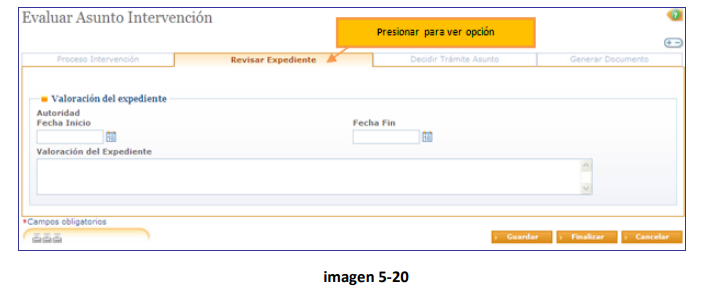 Evaluar Asunto Intervención
Presionar para ver opción
?
Proceso Intervención
Revisar Expediente
Decidir Trámite Asunto
Generar Documento
Valoración del expediente
Autoridad
Fecha Inicio
Fecha Fin
Valoración del Expediente
*Campos obligatorios
Guardar
Finalizar
Cancelar
imagen 5-20